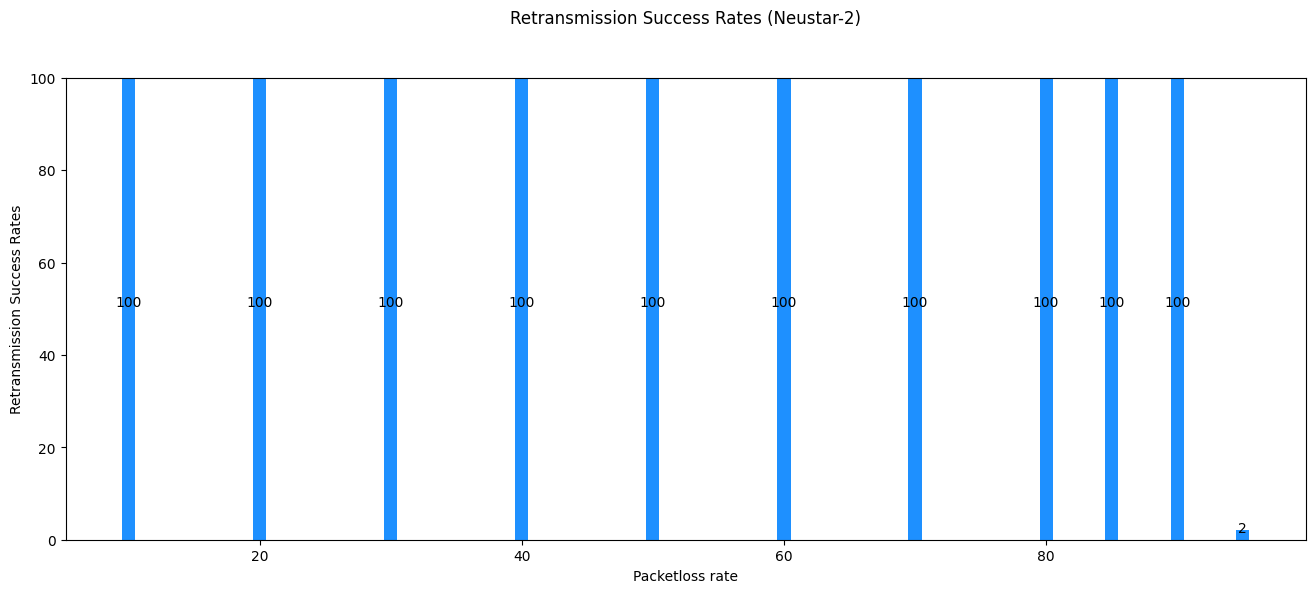 Retransmission Success Rates (Neustar-2)
100
80
60
40
20
0
Retransmission Success Rates
100 100 100 100 100 100 100 100 100 100 2
20 40 60 80
Packetloss rate